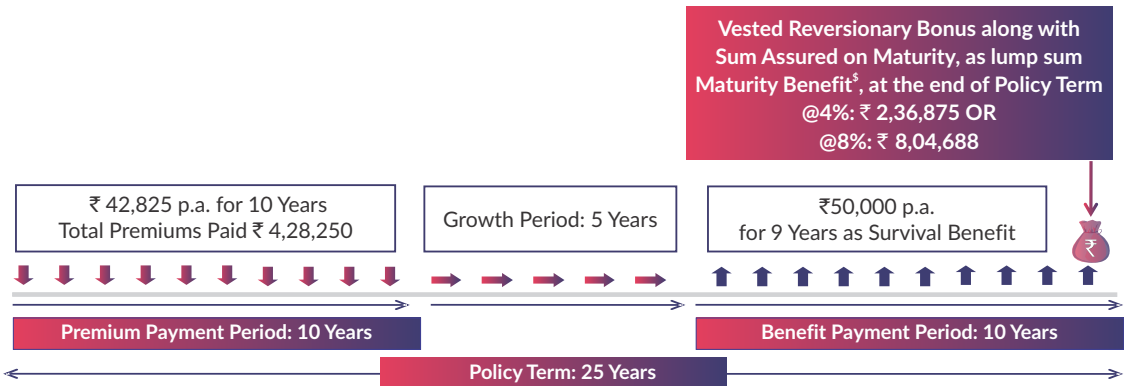 Vested Reversionary Bonus along with
Sum Assured on Maturity, as lump sum
Maturity Benefit$, at the end of Policy Term
@4%: ₹ 2,36,875 OR
@8%: ₹ 8,04,688
₹ 42,825 p.a. for 10 Years
Total Premiums Paid ₹ 4,28,250
Growth Period: 5 Years
₹50,000 p.a.
for 9 Years as Survival Benefit
₹
Premium Payment Period: 10 Years
Benefit Payment Period: 10 Years
Policy Term: 25 Years